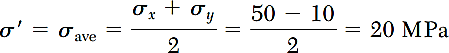 σ′ = σ_ave = (σ_x + σ_y)/2 = (50 − 10)/2 = 20 MPa